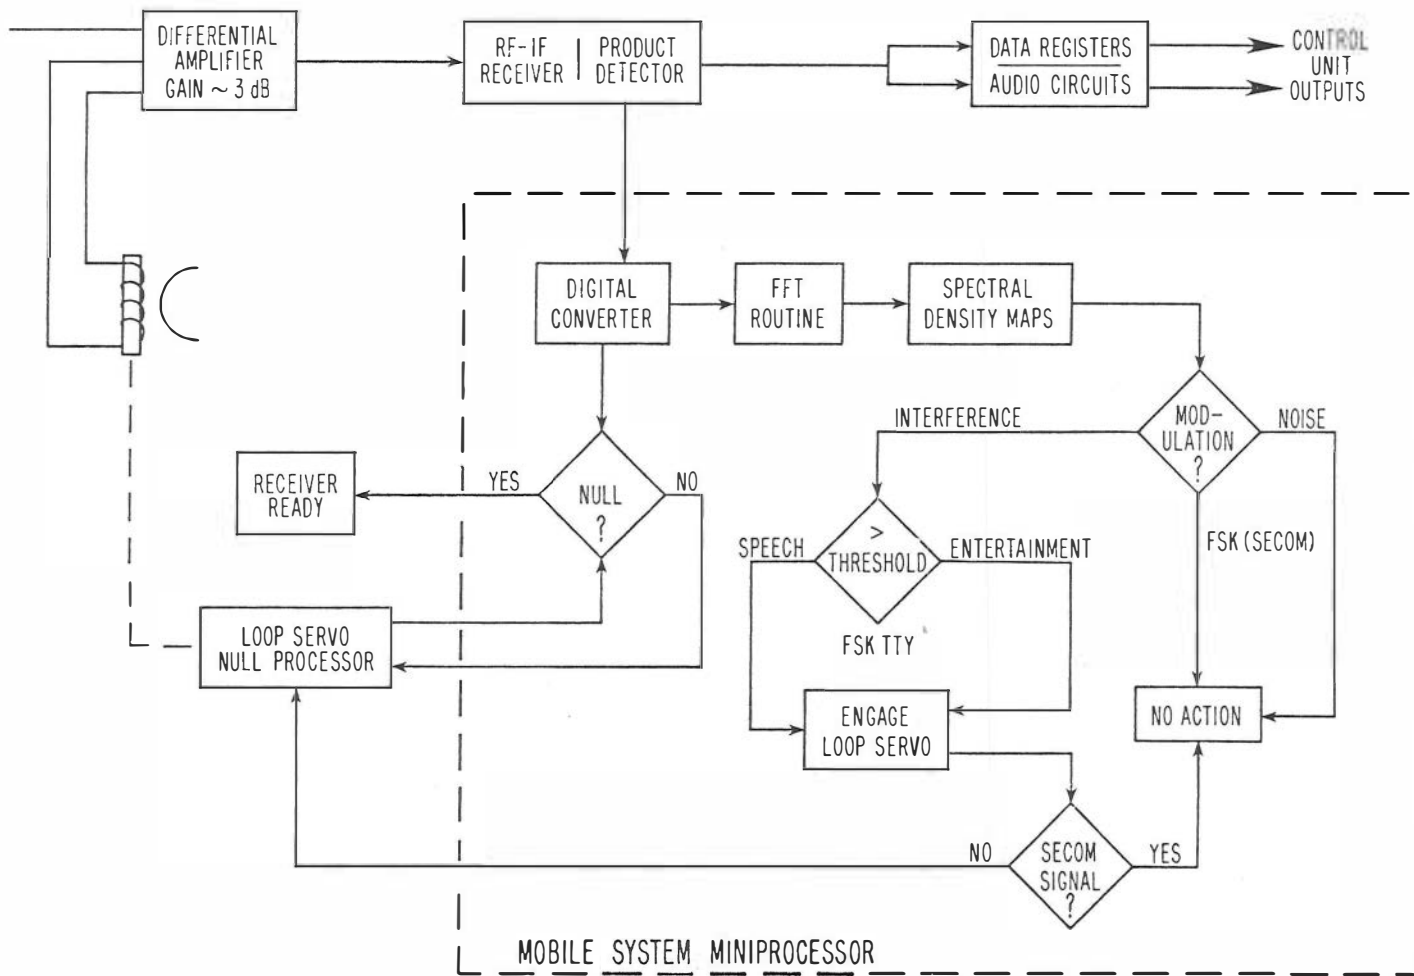 DIFFERENTIAL
AMPLIFIER
GAIN ~ 3 dB
RF-IF
RECEIVER
PRODUCT
DETECTOR
DATA REGISTERS
AUDIO CIRCUITS
CONTROL
UNIT
OUTPUTS
DIGITAL
CONVERTER
FFT
ROUTINE
SPECTRAL
DENSITY MAPS
INTERFERENCE
MOD-
ULATION
?
NOISE
RECEIVER
READY
YES
NULL
?
NO
SPEECH
>
THRESHOLD
ENTERTAINMENT
FSK (SECOM)
FSK TTY
LOOP SERVO
NULL PROCESSOR
ENGAGE
LOOP SERVO
NO ACTION
NO
SECOM
SIGNAL
?
YES
MOBILE SYSTEM MINIPROCESSOR